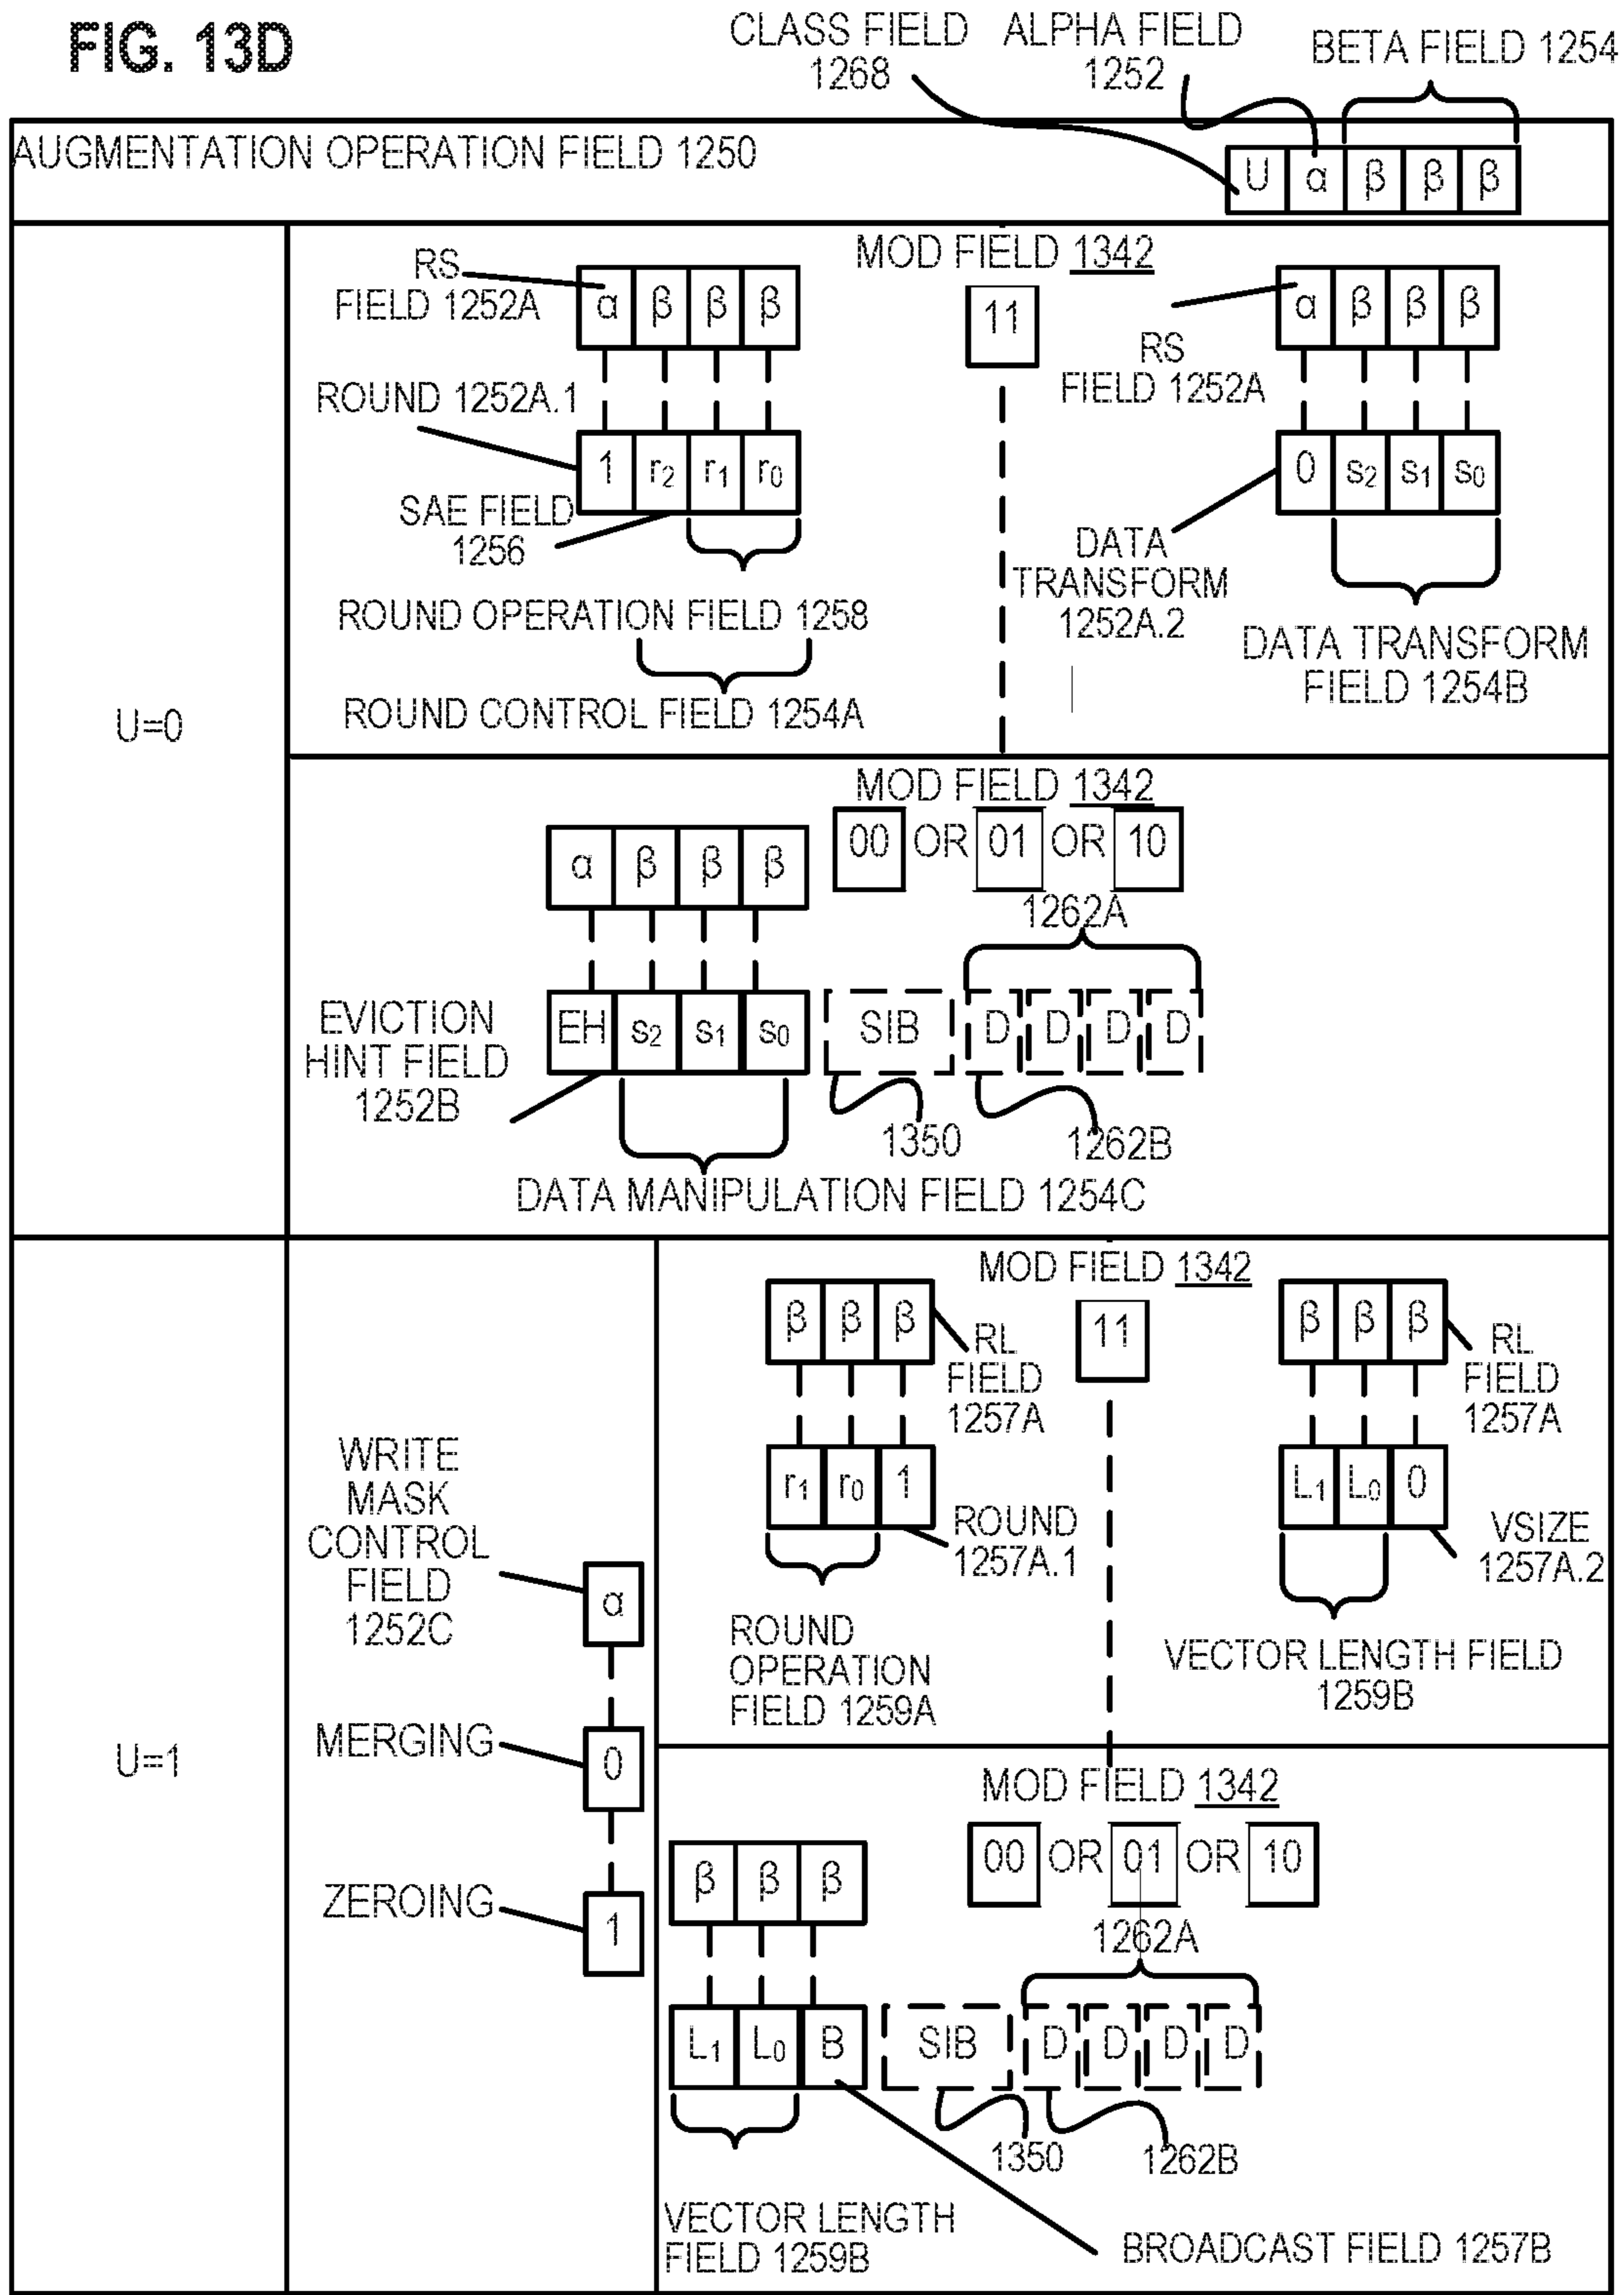 FIG. 13D
CLASS FIELD
1268
ALPHA FIELD
1252
BETA FIELD 1254
AUGMENTATION OPERATION FIELD 1250
U α β β β
U=0
MOD FIELD 1342
11
RS
FIELD 1252A
α β β β
ROUND 1252A.1
1 r2 r1 r0
SAE FIELD
1256
ROUND OPERATION FIELD 1258
ROUND CONTROL FIELD 1254A
α β β β
RS
FIELD 1252A
0 s2 s1 s0
DATA
TRANSFORM
1252A.2
DATA TRANSFORM
FIELD 1254B
MOD FIELD 1342
00 OR 01 OR 10
α β β β
1262A
EVICTION
HINT FIELD
1252B
EH s2 s1 s0 SIB D D D D
1350
1262B
DATA MANIPULATION FIELD 1254C
U=1
WRITE
MASK
CONTROL
FIELD
1252C
α
MERGING
0
ZEROING
1
MOD FIELD 1342
11
β β β
RL
FIELD
1257A
r1 r0 1
ROUND
1257A.1
ROUND
OPERATION
FIELD 1259A
β β β
RL
FIELD
1257A
L1 L0 0
VSIZE
1257A.2
VECTOR LENGTH FIELD
1259B
MOD FIELD 1342
00 OR 01 OR 10
β β β
1262A
L1 L0 B SIB D D D D
1350
1262B
VECTOR LENGTH
FIELD 1259B
BROADCAST FIELD 1257B